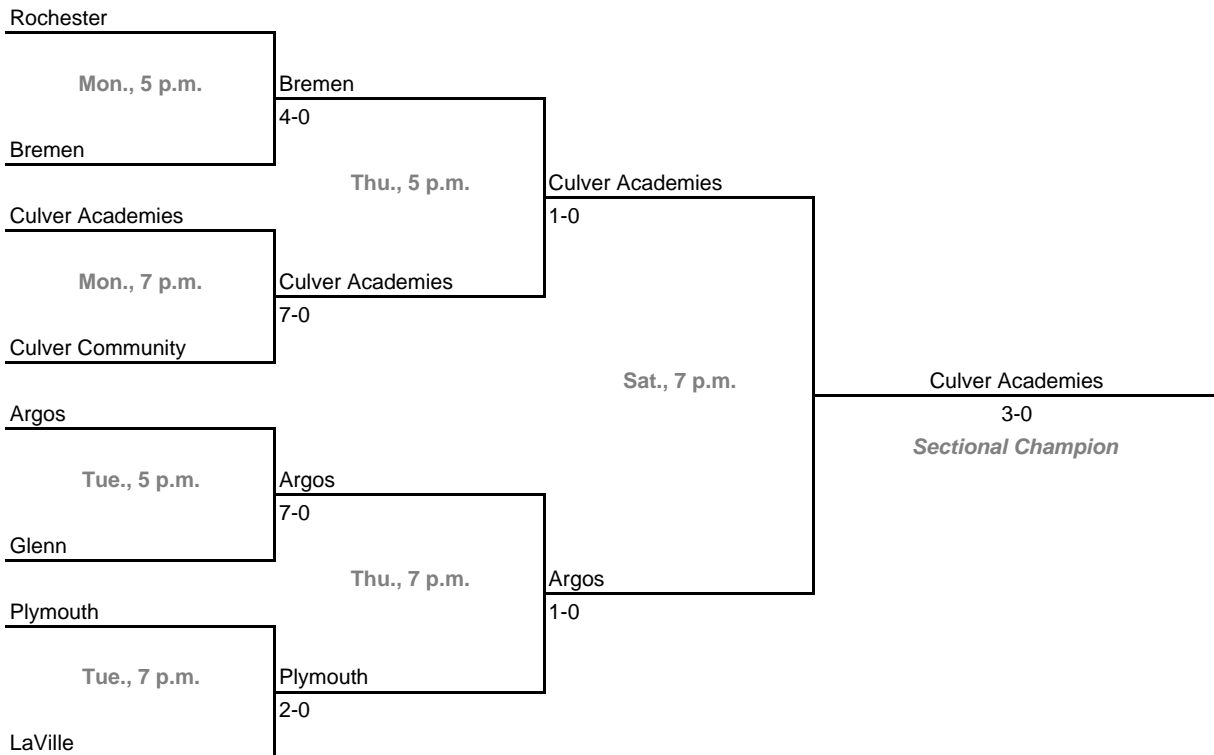 Rochester
Mon., 5 p.m.
Bremen
4-0
Bremen
Thu., 5 p.m.
Culver Academies
1-0
Culver Academies
Mon., 7 p.m.
Culver Academies
7-0
Culver Community
Sat., 7 p.m.
Culver Academies
3-0
Sectional Champion
Argos
Tue., 5 p.m.
Argos
7-0
Glenn
Thu., 7 p.m.
Argos
1-0
Plymouth
Tue., 7 p.m.
Plymouth
2-0
LaVille